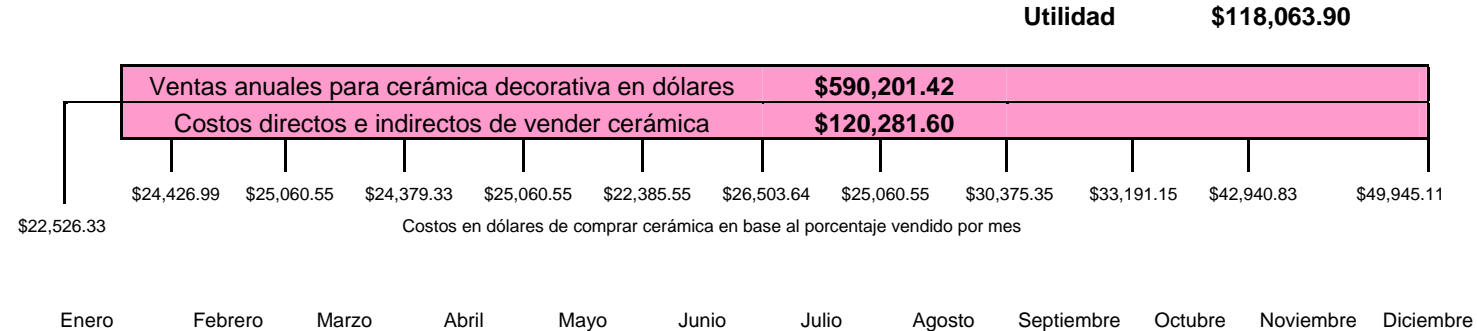 Utilidad $118,063.90
Ventas anuales para cerámica decorativa en dólares $590,201.42
Costos directos e indirectos de vender cerámica $120,281.60
$24,426.99 $25,060.55 $24,379.33 $25,060.55 $22,385.55 $26,503.64 $25,060.55 $30,375.35 $33,191.15 $42,940.83 $49,945.11
$22,526.33 Costos en dólares de comprar cerámica en base al porcentaje vendido por mes
Enero Febrero Marzo Abril Mayo Junio Julio Agosto Septiembre Octubre Noviembre Diciembre